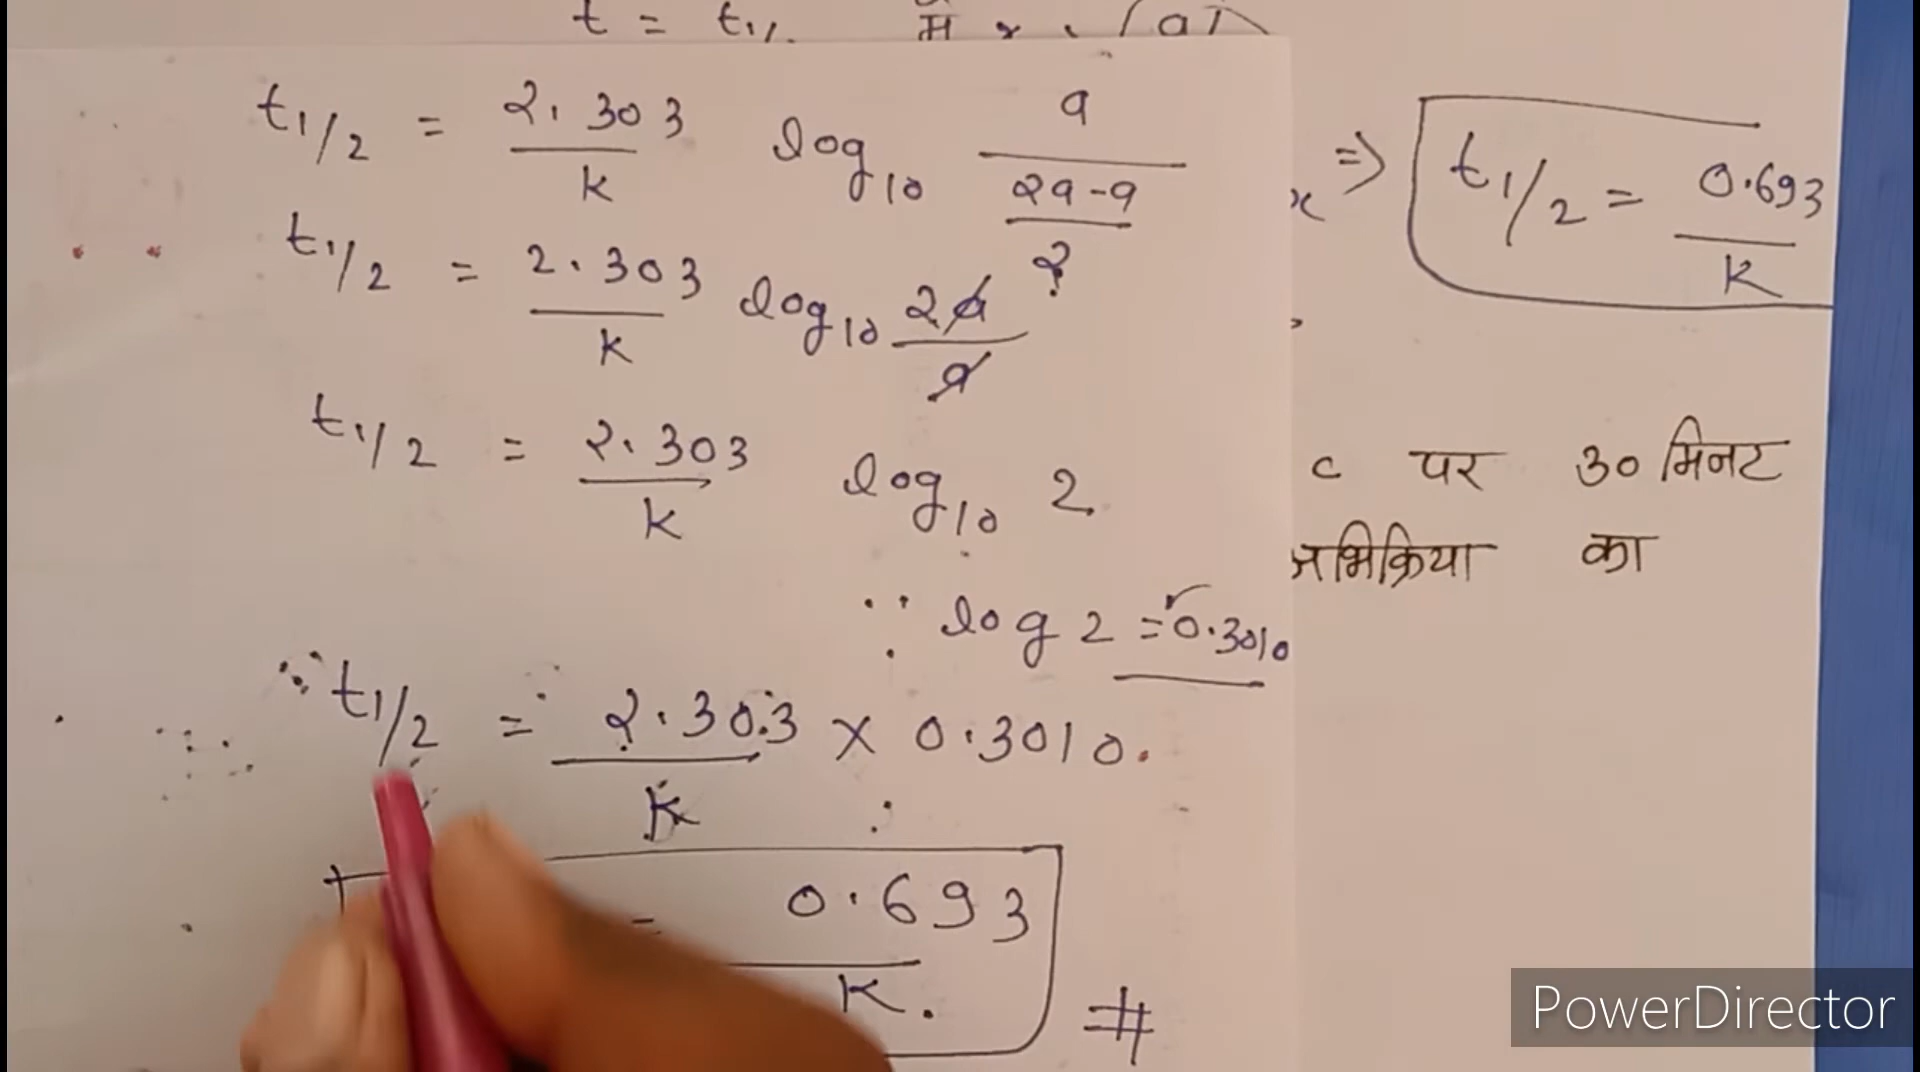 t = t1/2 में
t1/2 = 2.303/K log10 a/(2a-a)/2
t1/2 = 2.303/K log10 2a/a
t1/2 = 2.303/K log10 2
∵ log 2 = 0.3010
∵ t1/2 = 2.303/K × 0.3010
= 0.693/K. #
x ⇒ t1/2 = 0.693/K
c पर 30 मिनट
अभिक्रिया का
PowerDirector